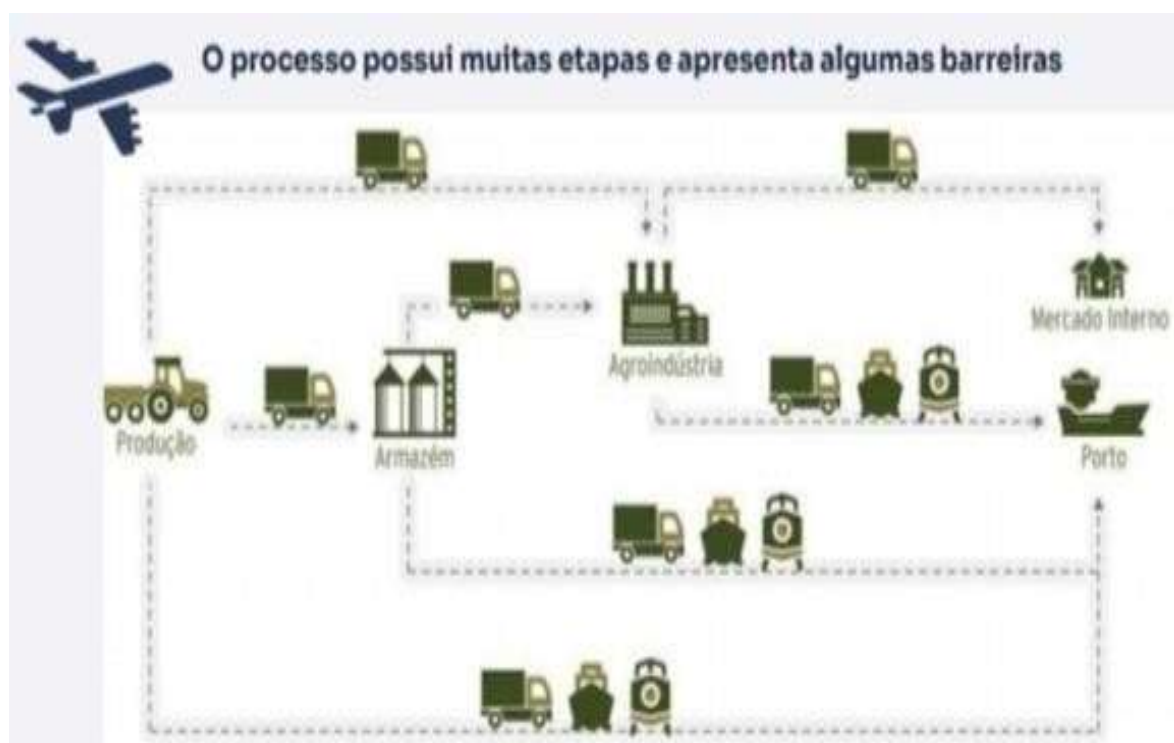 O processo possui muitas etapas e apresenta algumas barreiras
Mercado Interno
Agroindústria
Produção
Armazém
Porto